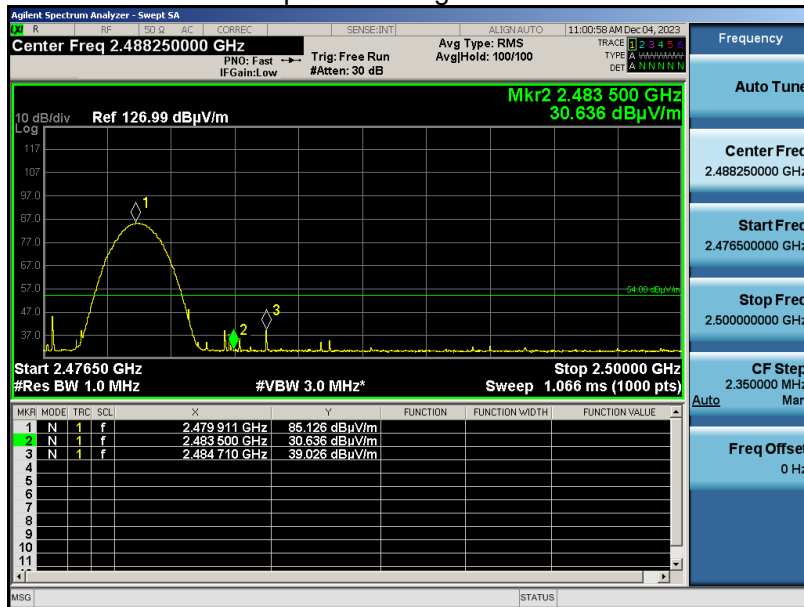 Agilent Spectrum Analyzer - Swept SA
LXI R RF 50 Ω AC CORREC SENSE:INT ALIGN AUTO 11:00:58 AM Dec 04, 2023
Center Freq 2.488250000 GHz
PNO: Fast
IFGain:Low
Trig: Free Run
#Atten: 30 dB
Avg Type: RMS
Avg|Hold: 100/100
TRACE 1 2 3 4 5 6
TYPE A
DET A N N N N N
Mkr2 2.483 500 GHz
30.636 dBµV/m
10 dB/div Ref 126.99 dBµV/m
Log
117
107
97.0
87.0
77.0
67.0
57.0
47.0
37.0
1
2
3
54.00 dBµV/m
Start 2.47650 GHz Stop 2.50000 GHz
#Res BW 1.0 MHz #VBW 3.0 MHz* Sweep 1.066 ms (1000 pts)
MKR MODE TRC SCL X Y FUNCTION FUNCTION WIDTH FUNCTION VALUE
1 N 1 f 2.479 911 GHz 85.126 dBµV/m
2 N 1 f 2.483 500 GHz 30.636 dBµV/m
3 N 1 f 2.484 710 GHz 39.026 dBµV/m
4
5
6
7
8
9
10
11
MSG STATUS
Frequency
Auto Tune
Center Freq
2.488250000 GHz
Start Freq
2.476500000 GHz
Stop Freq
2.500000000 GHz
CF Step
2.350000 MHz
Auto Man
Freq Offset
0 Hz